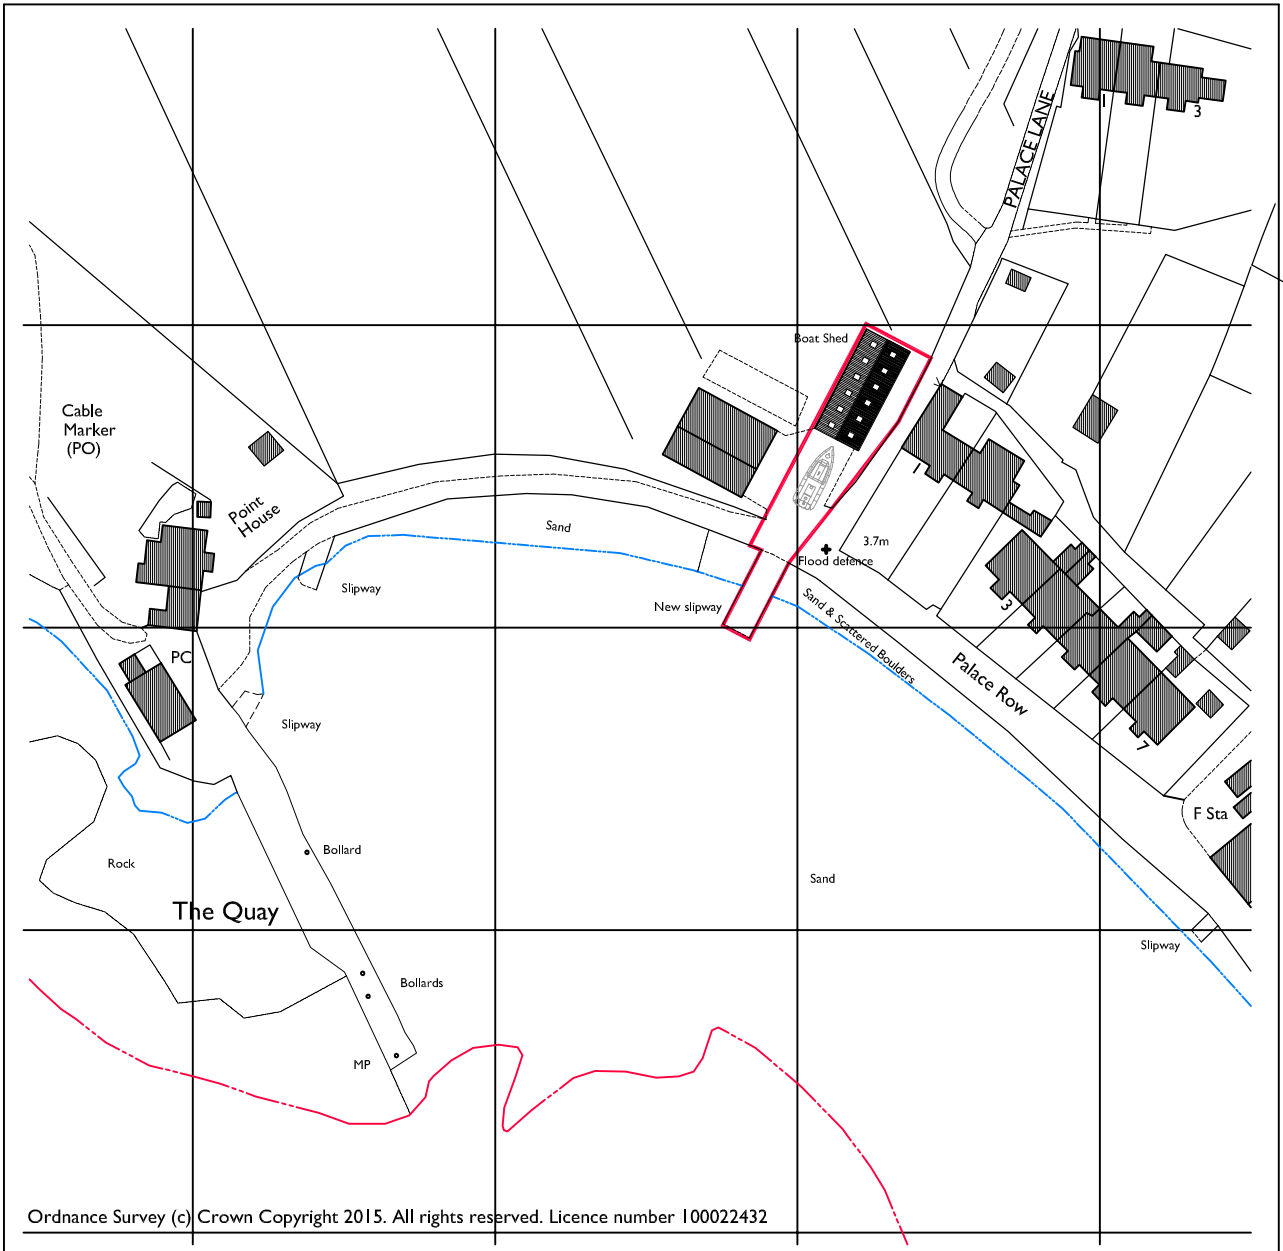 PALACE LANE
1
3
Boat Shed
Cable
Marker
(PO)
Point
House
1
Sand
3.7m
Flood defence
Slipway
New slipway
Sand & Scattered Boulders
3
PC
Palace Row
Slipway
7
F Sta
Bollard
Rock
Sand
The Quay
Slipway
Bollards
MP
Ordnance Survey (c) Crown Copyright 2015. All rights reserved. Licence number 100022432